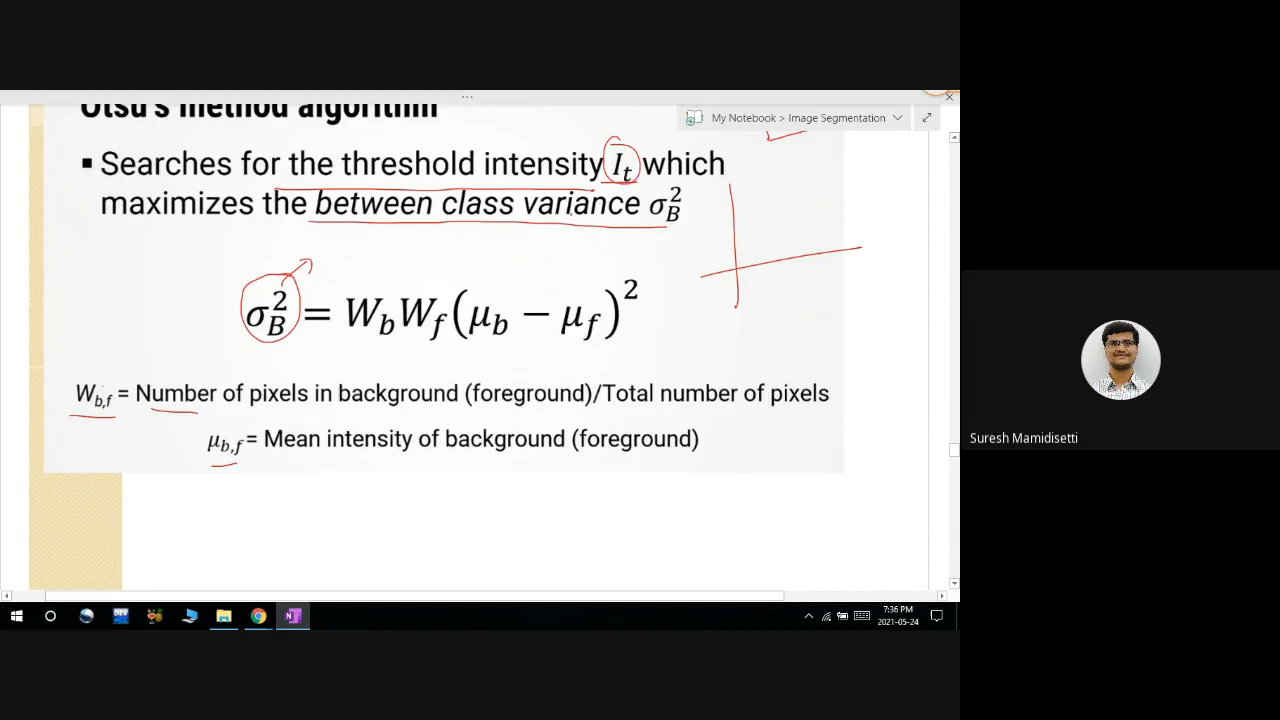 Otsu's method algorithm
My Notebook > Image Segmentation
▪ Searches for the threshold intensity I_t which
maximizes the between class variance σ_B^2
σ_B^2 = W_b W_f (μ_b − μ_f)^2
W_b,f = Number of pixels in background (foreground)/Total number of pixels
μ_b,f = Mean intensity of background (foreground)
Suresh Mamidisetti
DEV
7:36 PM
2021-05-24